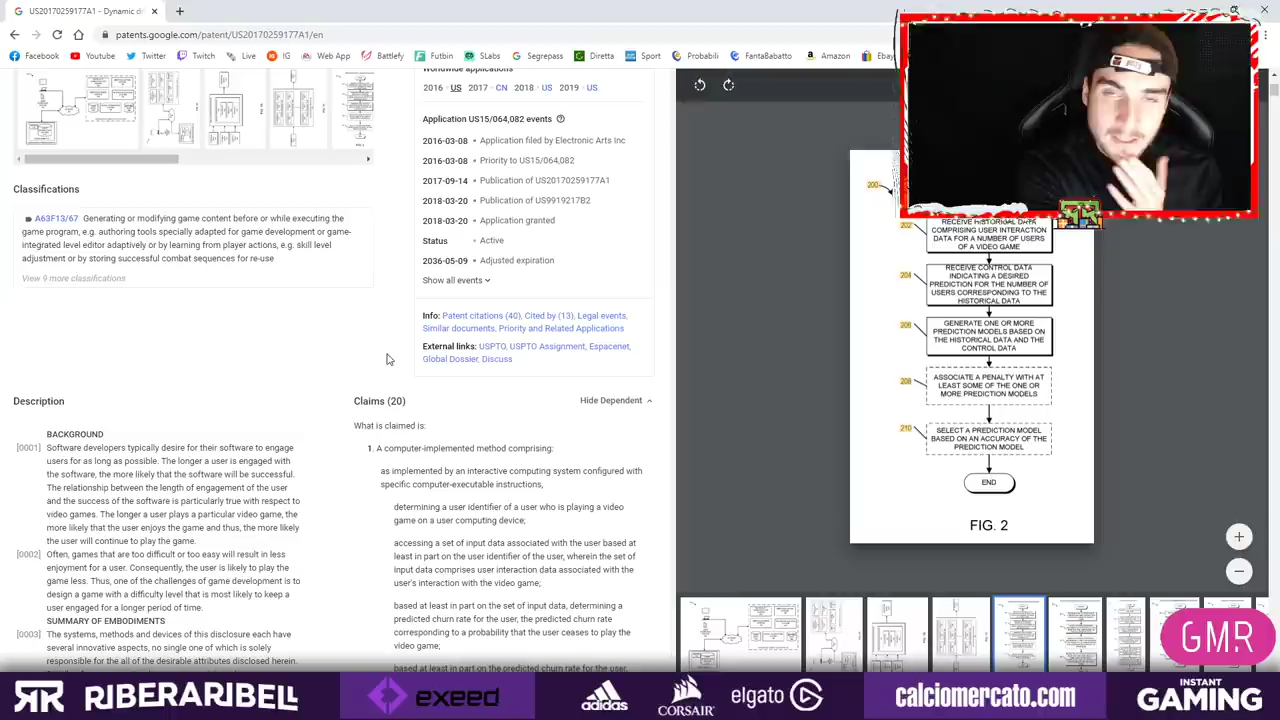 US20170259177A1 - Dynamic diff
patents.google.com/patent/US20170259177A1/en
Facebook
YouTube
Twitter
Twitch
Live
IG
Web App
Battlefy
Futbin
SLabs
Segrepass
Diretta
Sport
Probabili
FantaBabatto
Amazon
Ebay
Worldwide applications
2016 · US 2017 · CN 2018 · US 2019 · US
Application US15/064,082 events
2016-03-08 • Application filed by Electronic Arts Inc
2016-03-08 • Priority to US15/064,082
2017-09-14 • Publication of US20170259177A1
2018-03-20 • Publication of US9919217B2
2018-03-20 • Application granted
Status • Active
2036-05-09 • Adjusted expiration
Show all events
Info: Patent citations (40), Cited by (13), Legal events,
Similar documents, Priority and Related Applications
External links: USPTO, USPTO Assignment, Espacenet,
Global Dossier, Discuss
Classifications
A63F13/67 Generating or modifying game content before or while executing the
game program, e.g. authoring tools specially adapted for game development or game-
integrated level editor adaptively or by learning from player actions, e.g. skill level
adjustment or by storing successful combat sequences for re-use
View 9 more classifications
Description
BACKGROUND
[0001] Software developers typically desire for their software to engage
users for as long as possible. The longer a user is engaged with
the software, the more likely that the software will be successful.
The relationship between the length of engagement of the user
and the success of the software is particularly true with respect to
video games. The longer a user plays a particular video game, the
more likely that the user enjoys the game and thus, the more likely
the user will continue to play the game.
[0002] Often, games that are too difficult or too easy will result in less
enjoyment for a user. Consequently, the user is likely to play the
game less. Thus, one of the challenges of game development is to
design a game with a difficulty level that is most likely to keep a
user engaged for a longer period of time.
SUMMARY OF EMBODIMENTS
[0003] The systems, methods and devices of this disclosure each have
several innovative aspects, no single one of which is solely
responsible for the all of the desirable attributes disclosed herein.
Claims (20)
Hide Dependent
What is claimed is:
1. A computer-implemented method comprising:
as implemented by an interactive computing system configured with
specific computer-executable instructions,
determining a user identifier of a user who is playing a video
game on a user computing device;
accessing a set of input data associated with the user based at
least in part on the user identifier of the user, wherein the set of
input data comprises user interaction data associated with the
user's interaction with the video game;
based at least in part on the set of input data, determining a
predicted churn rate for the user, the predicted churn rate
corresponding to a probability that the user ceases to play the
video game;
based at least in part on the predicted churn rate for the user,
200
202
RECEIVE HISTORICAL DATA
COMPRISING USER INTERACTION
DATA FOR A NUMBER OF USERS
OF A VIDEO GAME
204
RECEIVE CONTROL DATA
INDICATING A DESIRED
PREDICTION FOR THE NUMBER OF
USERS CORRESPONDING TO THE
HISTORICAL DATA
206
GENERATE ONE OR MORE
PREDICTION MODELS BASED ON
THE HISTORICAL DATA AND THE
CONTROL DATA
208
ASSOCIATE A PENALTY WITH AT
LEAST SOME OF THE ONE OR
MORE PREDICTION MODELS
210
SELECT A PREDICTION MODEL
BASED ON AN ACCURACY OF THE
PREDICTION MODEL
END
FIG. 2
GMR
RR RIBERARIBELL
exeed
adidas
CORSAIR
elgato
calciomercato.com
INSTANT
GAMING